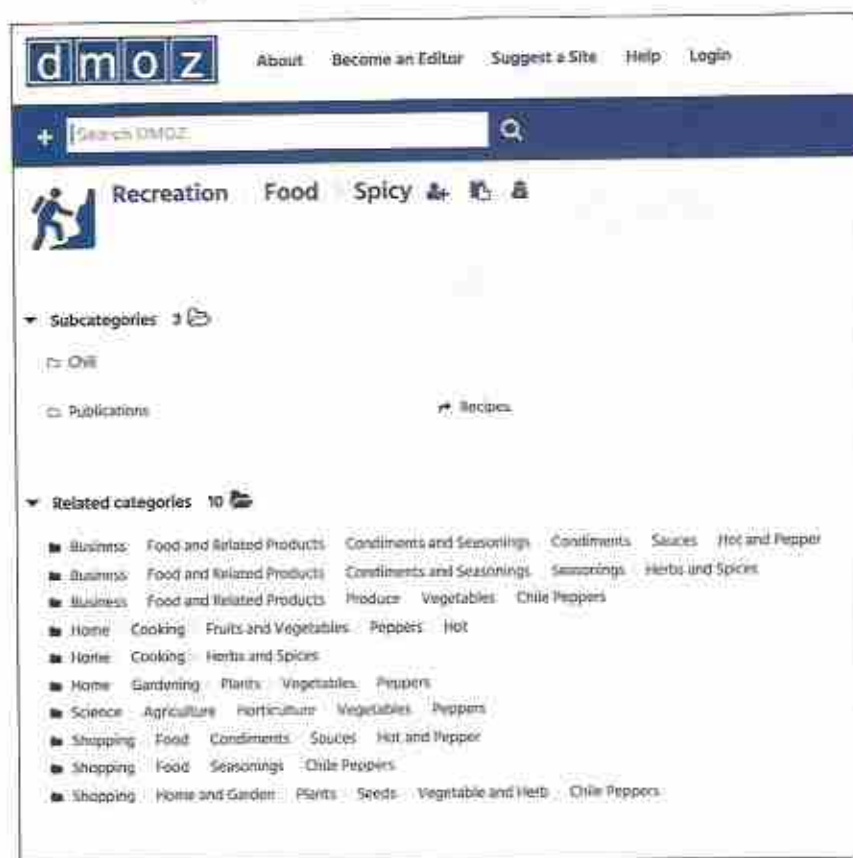 dmoz About Become an Editor Suggest a Site Help Login
Search DMOZ
Recreation Food Spicy
Subcategories 3
Chili
Publications Recipes
Related categories 10
Business Food and Related Products Condiments and Seasonings Condiments Sauces Hot and Pepper
Business Food and Related Products Condiments and Seasonings Seasonings Herbs and Spices
Business Food and Related Products Produce Vegetables Chile Peppers
Home Cooking Fruits and Vegetables Peppers Hot
Home Cooking Herbs and Spices
Home Gardening Plants Vegetables Peppers
Science Agriculture Horticulture Vegetables Peppers
Shopping Food Condiments Sauces Hot and Pepper
Shopping Food Seasonings Chile Peppers
Shopping Home and Garden Plants Seeds Vegetable and Herb Chile Peppers